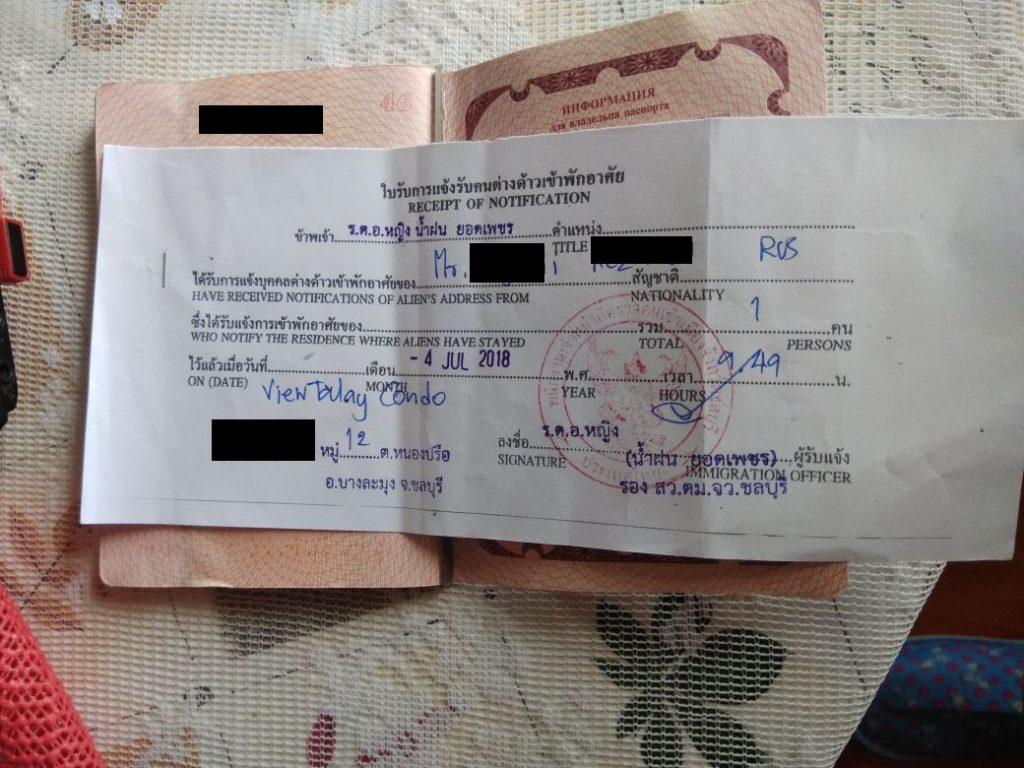 46
ИНФОРМАЦИЯ
для владельца паспорта
ใบรับการแจ้งรับคนต่างด้าวเข้าพักอาศัย
RECEIPT OF NOTIFICATION
ข้าพเจ้า ร.ต.อ.หญิง น้ำฝน ยอดเพชร ตำแหน่ง
TITLE
Mr. RUS
ได้รับการแจ้งบุคคลต่างด้าวเข้าพักอาศัยของ สัญชาติ
HAVE RECEIVED NOTIFICATIONS OF ALIEN'S ADDRESS FROM NATIONALITY
ซึ่งได้รับแจ้งการเข้าพักอาศัยของ รวม 1 คน
WHO NOTIFY THE RESIDENCE WHERE ALIENS HAVE STAYED TOTAL PERSONS
ไว้แล้วเมื่อวันที่ เดือน - 4 JUL 2018 พ.ศ. เวลา 9.49 น.
ON (DATE) MONTH YEAR HOURS
View Talay Condo
หมู่ 12 ต.หนองปรือ
อ.บางละมุง จ.ชลบุรี
ลงชื่อ ร.ต.อ.หญิง
SIGNATURE (น้ำฝน ยอดเพชร) ผู้รับแจ้ง
IMMIGRATION OFFICER
รอง สว.ตม.จว.ชลบุรี